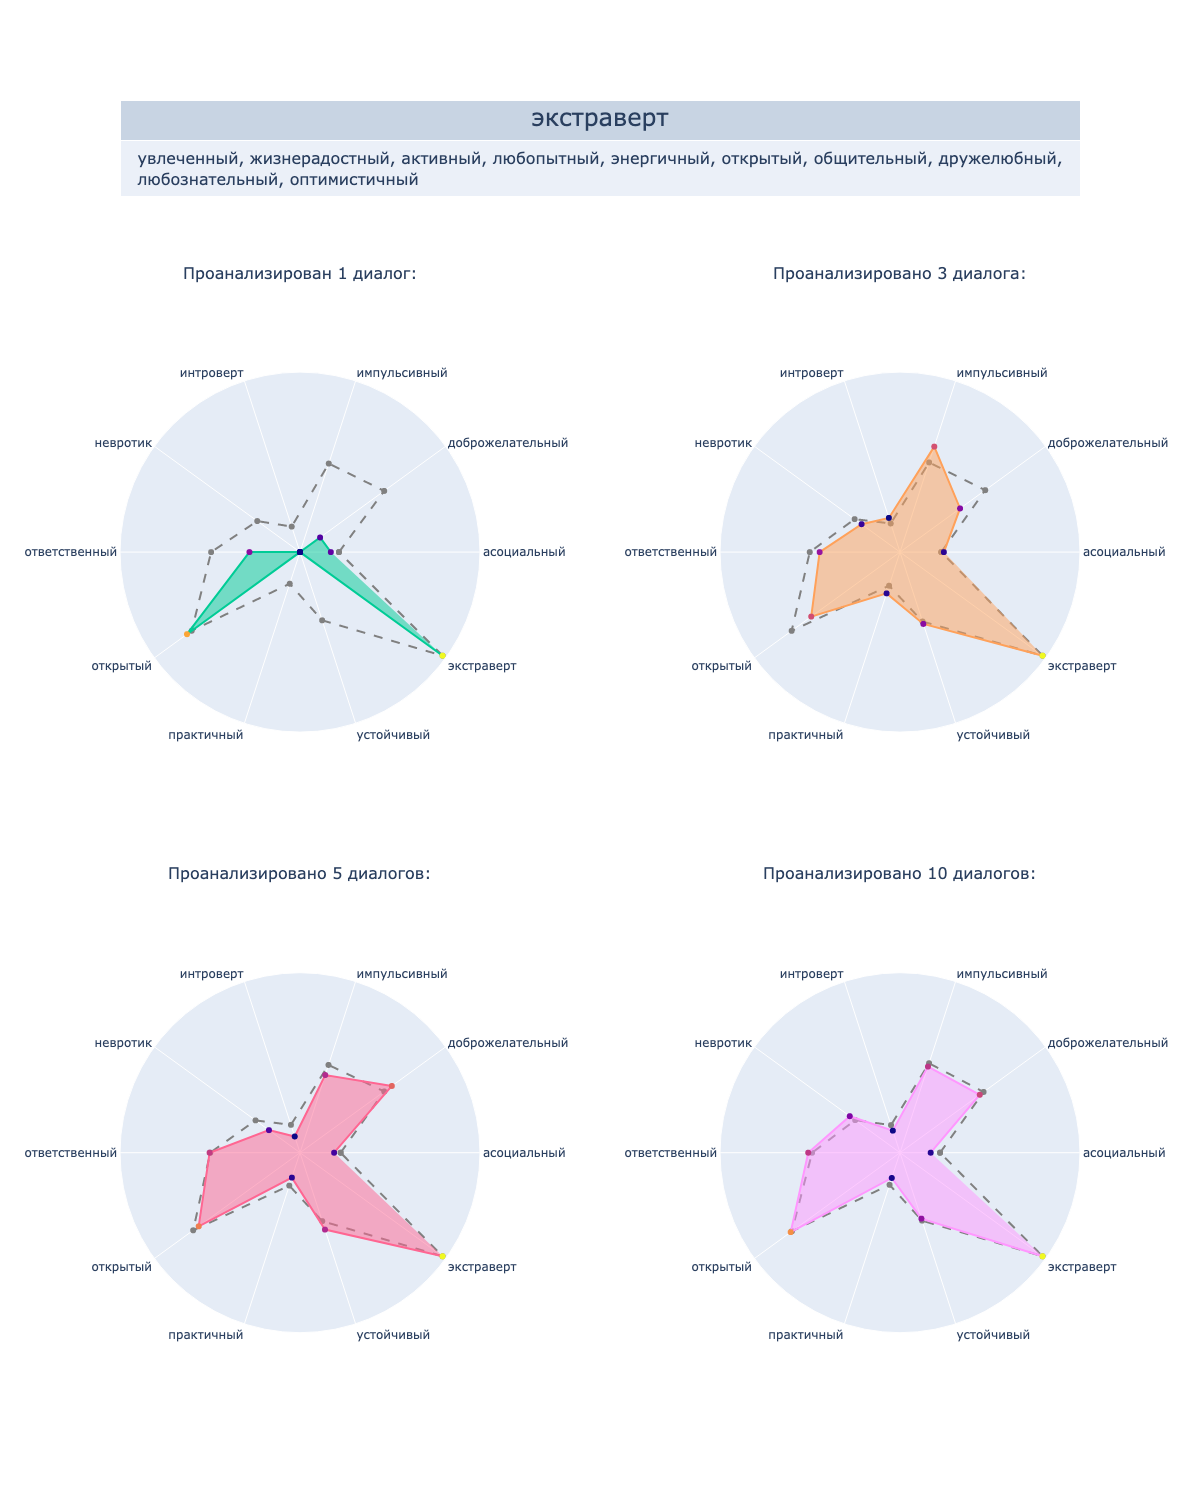 экстраверт
увлеченный, жизнерадостный, активный, любопытный, энергичный, открытый, общительный, дружелюбный,
любознательный, оптимистичный
Проанализирован 1 диалог:
интроверт
импульсивный
невротик
доброжелательный
ответственный
асоциальный
открытый
экстраверт
практичный
устойчивый
Проанализировано 3 диалога:
интроверт
импульсивный
невротик
доброжелательный
ответственный
асоциальный
открытый
экстраверт
практичный
устойчивый
Проанализировано 5 диалогов:
интроверт
импульсивный
невротик
доброжелательный
ответственный
асоциальный
открытый
экстраверт
практичный
устойчивый
Проанализировано 10 диалогов:
интроверт
импульсивный
невротик
доброжелательный
ответственный
асоциальный
открытый
экстраверт
практичный
устойчивый